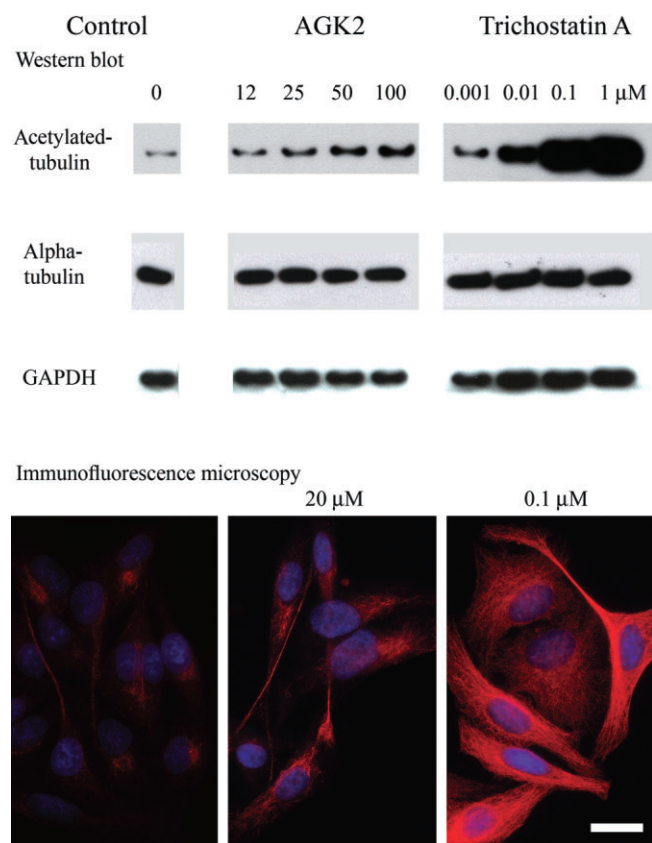 Control AGK2 Trichostatin A
Western blot
0 12 25 50 100 0.001 0.01 0.1 1 µM
Acetylated-
tubulin
Alpha-
tubulin
GAPDH
Immunofluorescence microscopy
20 µM 0.1 µM